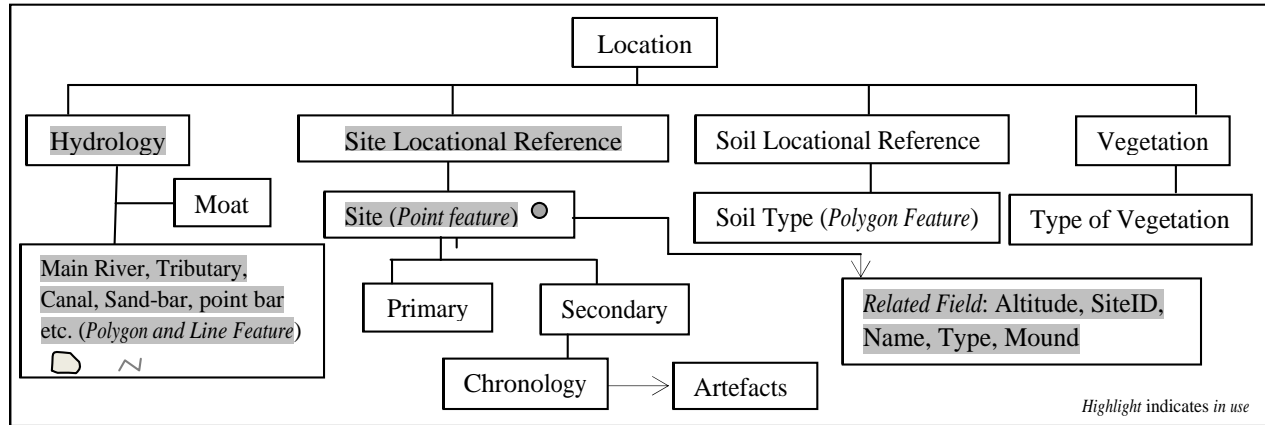 Location
Hydrology
Site Locational Reference
Soil Locational Reference
Vegetation
Moat
Site (Point feature)
Soil Type (Polygon Feature)
Type of Vegetation
Main River, Tributary,
Canal, Sand-bar, point bar
etc. (Polygon and Line Feature)
Primary
Secondary
Related Field: Altitude, SiteID,
Name, Type, Mound
Chronology
Artefacts
Highlight indicates in use